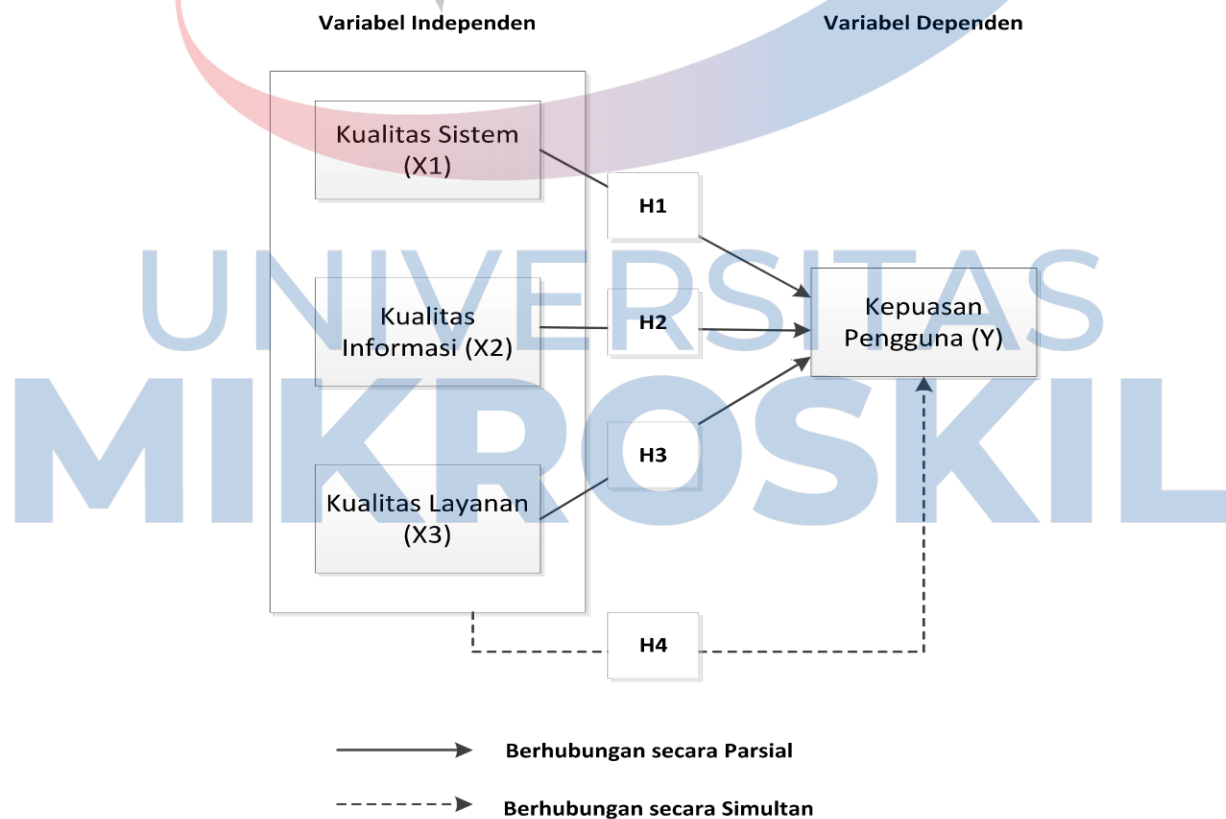 Variabel Independen
Variabel Dependen
Kualitas Sistem
(X1)
H1
Kualitas
Informasi (X2)
H2
Kepuasan
Pengguna (Y)
Kualitas Layanan
(X3)
H3
H4
Berhubungan secara Parsial
Berhubungan secara Simultan
UNIVERSITAS
MIKROSKIL